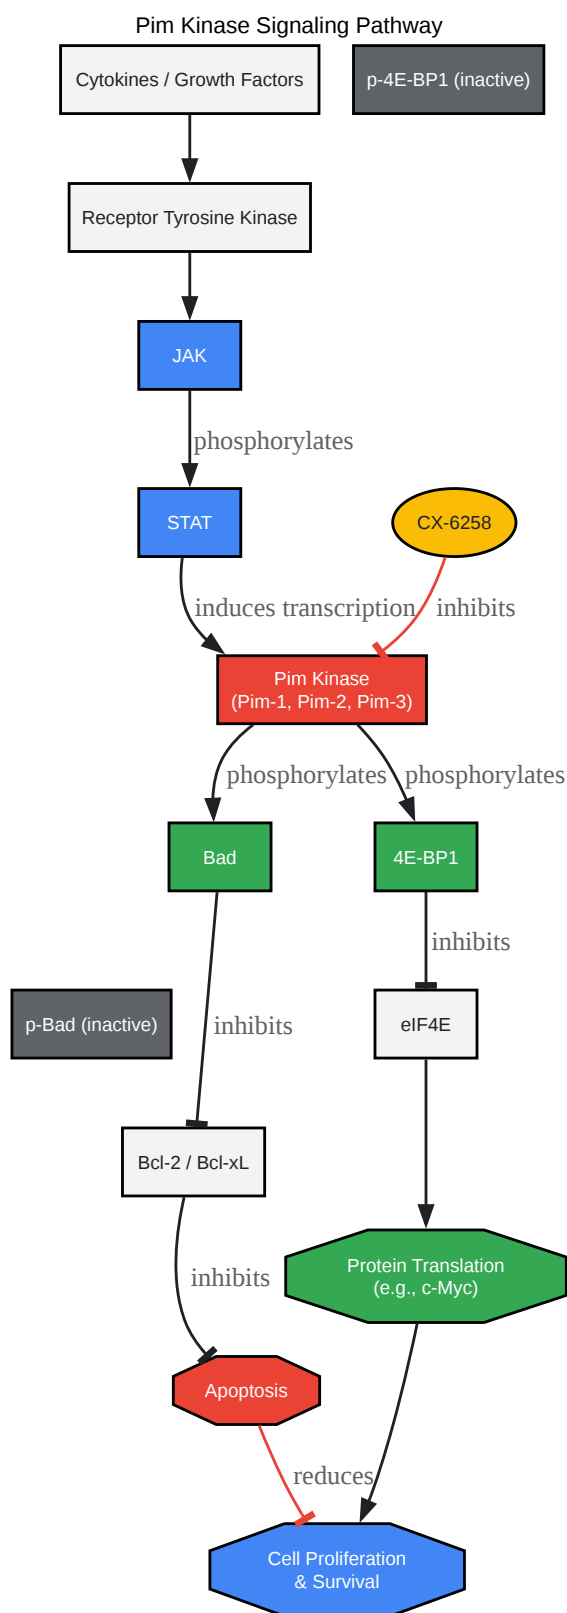 Pim Kinase Signaling Pathway
Cytokines / Growth Factors
p-4E-BP1 (inactive)
Receptor Tyrosine Kinase
JAK
phosphorylates
STAT
CX-6258
induces transcription
inhibits
Pim Kinase
(Pim-1, Pim-2, Pim-3)
phosphorylates
phosphorylates
Bad
4E-BP1
inhibits
p-Bad (inactive)
inhibits
eIF4E
Bcl-2 / Bcl-xL
inhibits
Protein Translation
(e.g., c-Myc)
Apoptosis
reduces
Cell Proliferation
& Survival